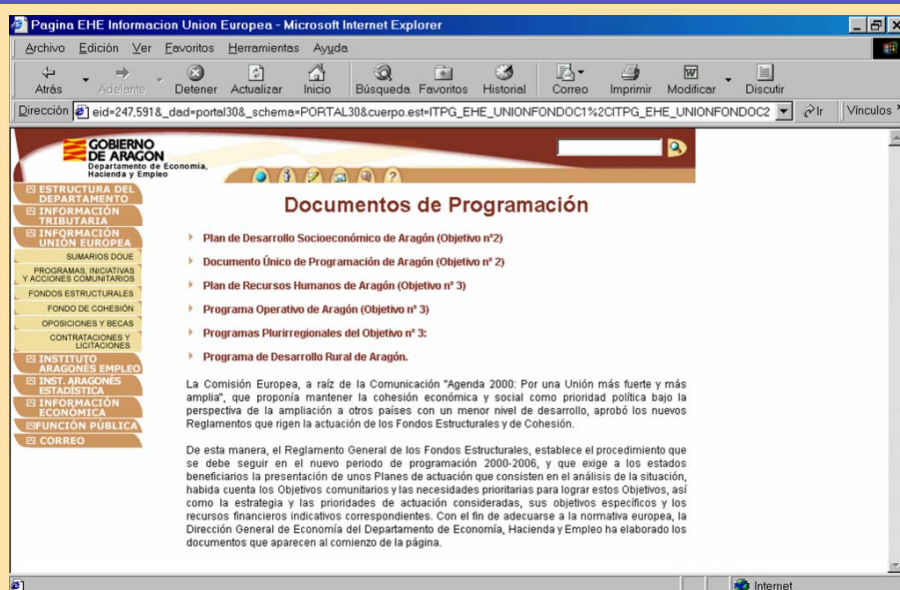 Pagina EHE Informacion Union Europea - Microsoft Internet Explorer
Archivo Edición Ver Favoritos Herramientas Ayuda
Atrás Adelante Detener Actualizar Inicio Búsqueda Favoritos Historial Correo Imprimir Modificar Discutir
Dirección eid=247,591&_dad=portal30&_schema=PORTAL30&cuerpo.est=ITPG_EHE_UNIONFONDOC1%2CITPG_EHE_UNIONFONDOC2 Ir Vínculos
GOBIERNO
DE ARAGON
Departamento de Economía,
Hacienda y Empleo
ESTRUCTURA DEL
DEPARTAMENTO
INFORMACIÓN
TRIBUTARIA
INFORMACIÓN
UNIÓN EUROPEA
SUMARIOS DOUE
PROGRAMAS, INICIATIVAS
Y ACCIONES COMUNITARIOS
FONDOS ESTRUCTURALES
FONDO DE COHESIÓN
OPOSICIONES Y BECAS
CONTRATACIONES Y
LICITACIONES
INSTITUTO
ARAGONÉS EMPLEO
INST. ARAGONÉS
ESTADÍSTICA
INFORMACIÓN
ECONÓMICA
FUNCIÓN PÚBLICA
CORREO
Documentos de Programación
Plan de Desarrollo Socioeconómico de Aragón (Objetivo nº2)
Documento Único de Programación de Aragón (Objetivo nº 2)
Plan de Recursos Humanos de Aragón (Objetivo nº 3)
Programa Operativo de Aragón (Objetivo nº 3)
Programas Plurirregionales del Objetivo nº 3:
Programa de Desarrollo Rural de Aragón.
La Comisión Europea, a raíz de la Comunicación "Agenda 2000: Por una Unión más fuerte y más
amplia", que proponía mantener la cohesión económica y social como prioridad política bajo la
perspectiva de la ampliación a otros países con un menor nivel de desarrollo, aprobó los nuevos
Reglamentos que rigen la actuación de los Fondos Estructurales y de Cohesión.
De esta manera, el Reglamento General de los Fondos Estructurales, establece el procedimiento que
se debe seguir en el nuevo periodo de programación 2000-2006, y que exige a los estados
beneficiarios la presentación de unos Planes de actuación que consisten en el análisis de la situación,
habida cuenta los Objetivos comunitarios y las necesidades prioritarias para lograr estos Objetivos, así
como la estrategia y las prioridades de actuación consideradas, sus objetivos específicos y los
recursos financieros indicativos correspondientes. Con el fin de adecuarse a la normativa europea, la
Dirección General de Economía del Departamento de Economía, Hacienda y Empleo ha elaborado los
documentos que aparecen al comienzo de la página.
Internet